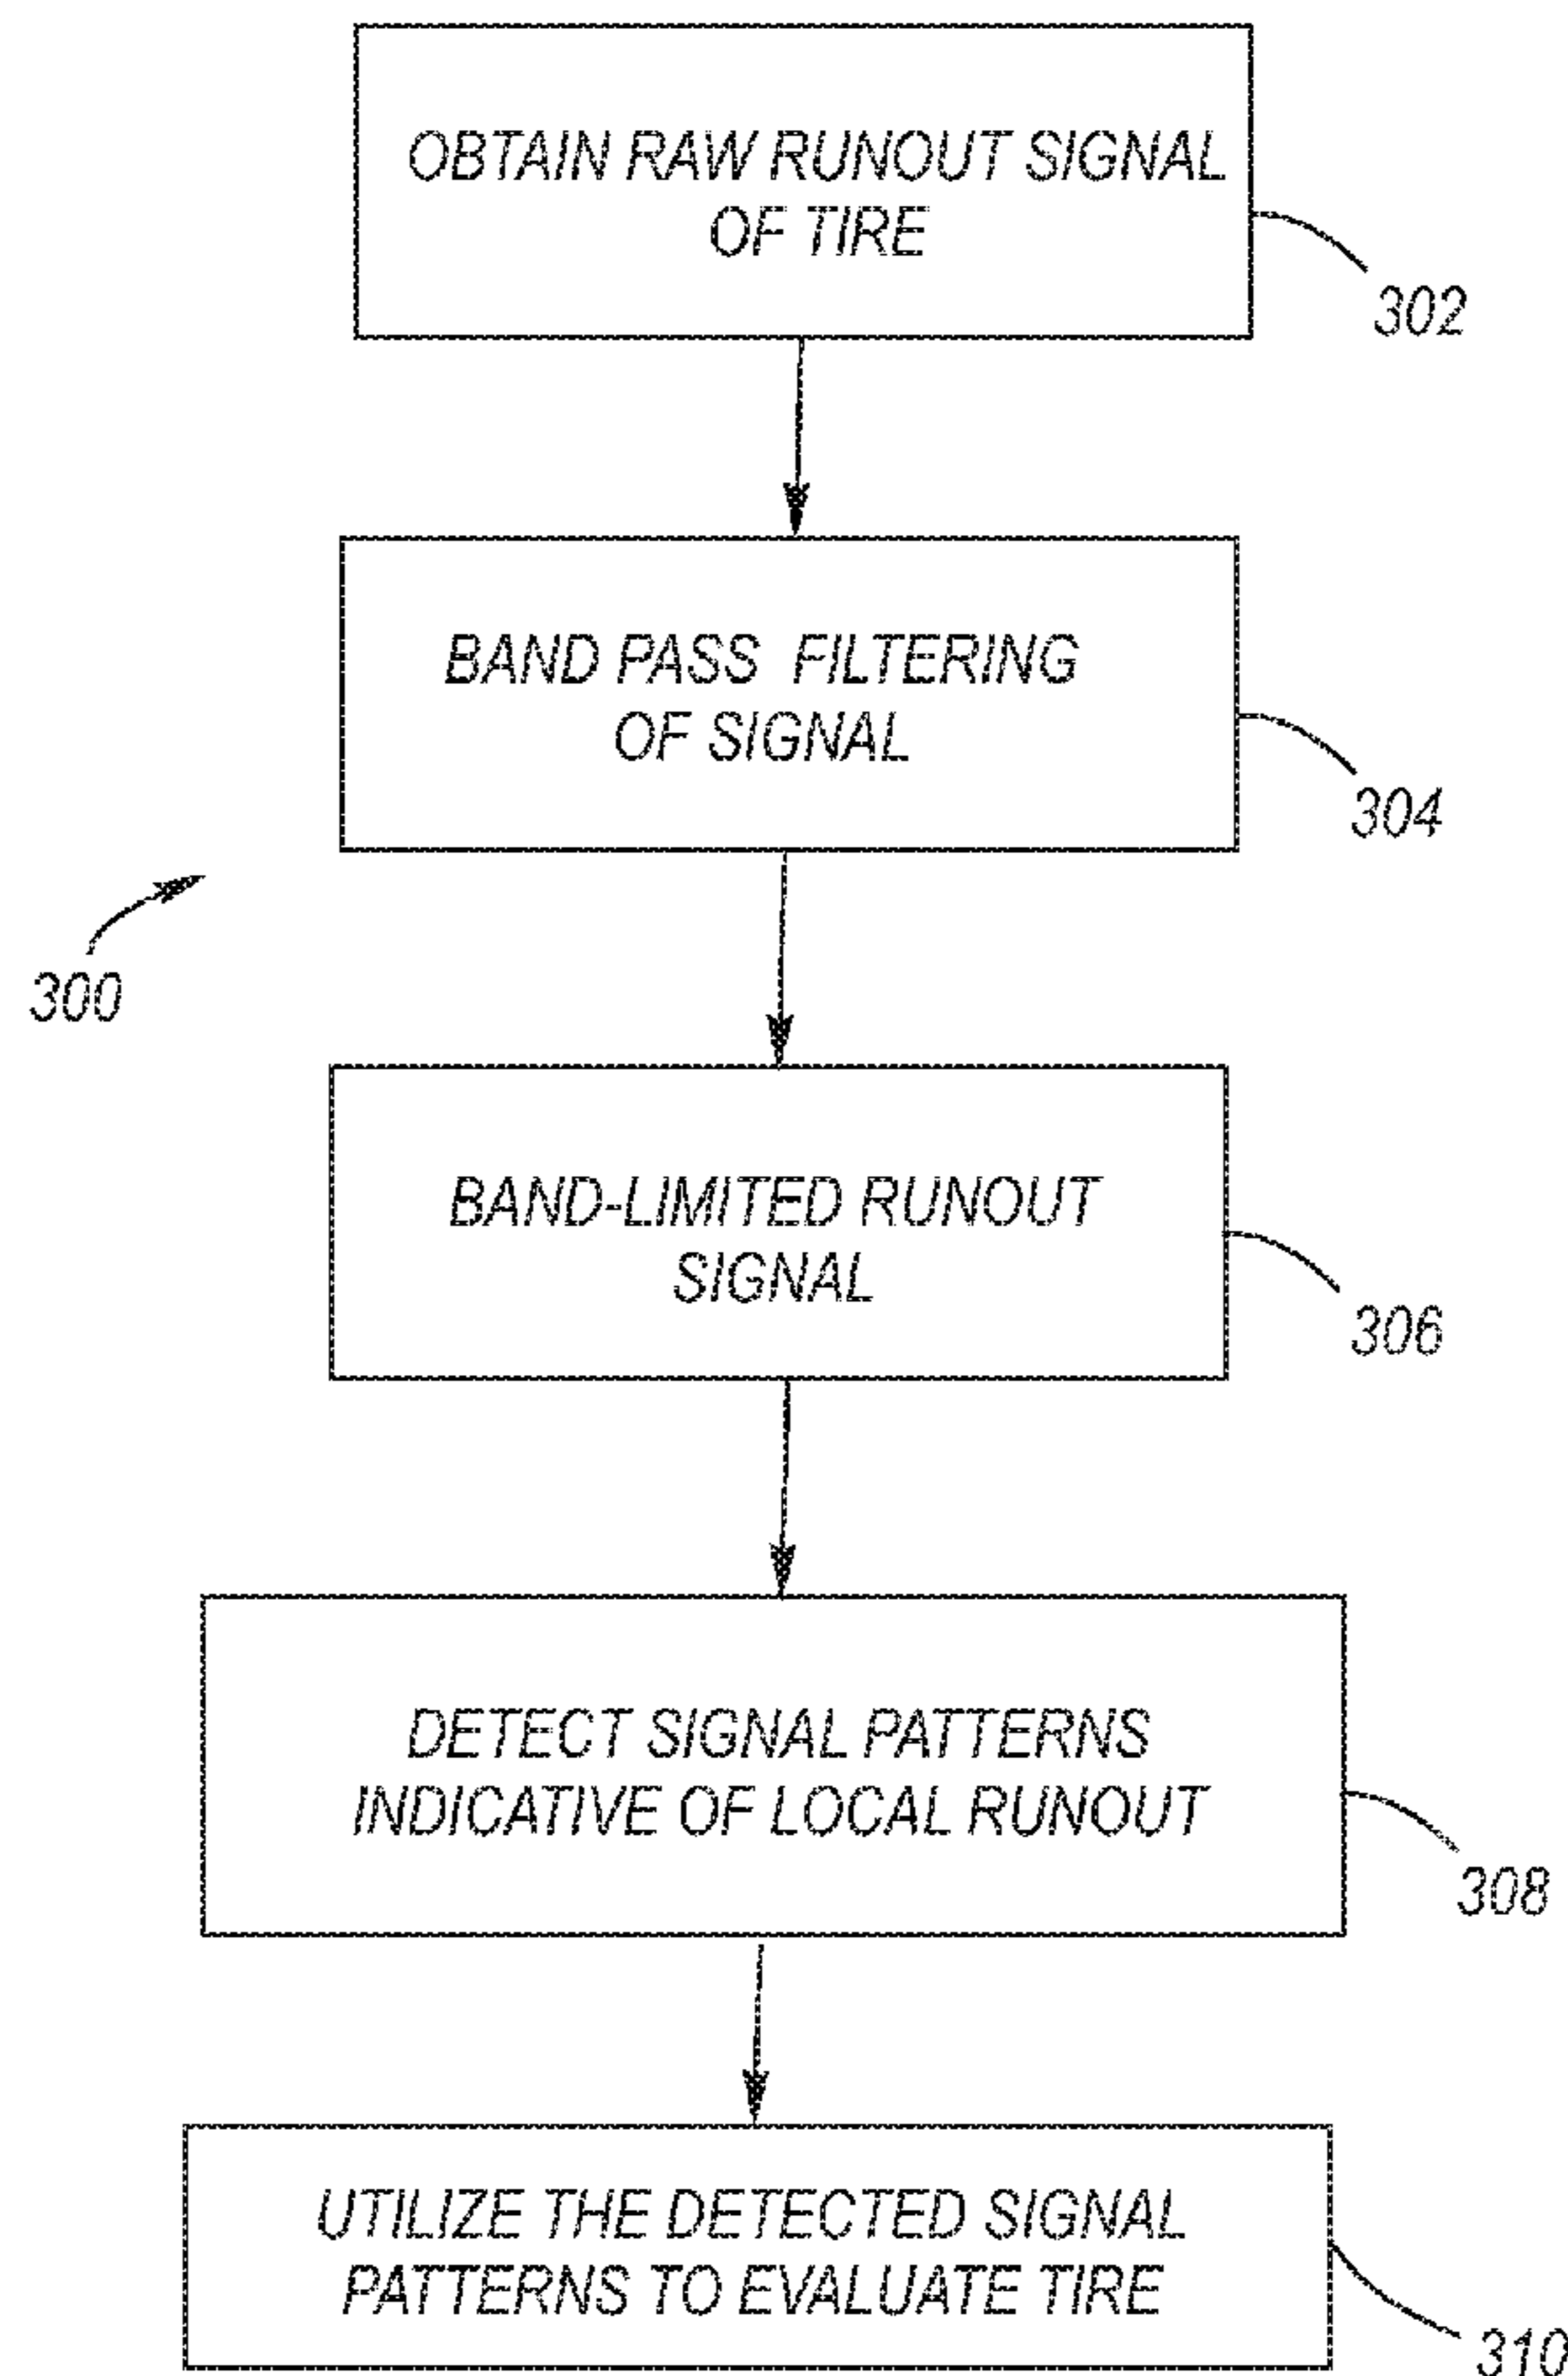 OBTAIN RAW RUNOUT SIGNAL
OF TIRE
302
BAND PASS FILTERING
OF SIGNAL
304
300
BAND-LIMITED RUNOUT
SIGNAL
306
DETECT SIGNAL PATTERNS
INDICATIVE OF LOCAL RUNOUT
308
UTILIZE THE DETECTED SIGNAL
PATTERNS TO EVALUATE TIRE
310